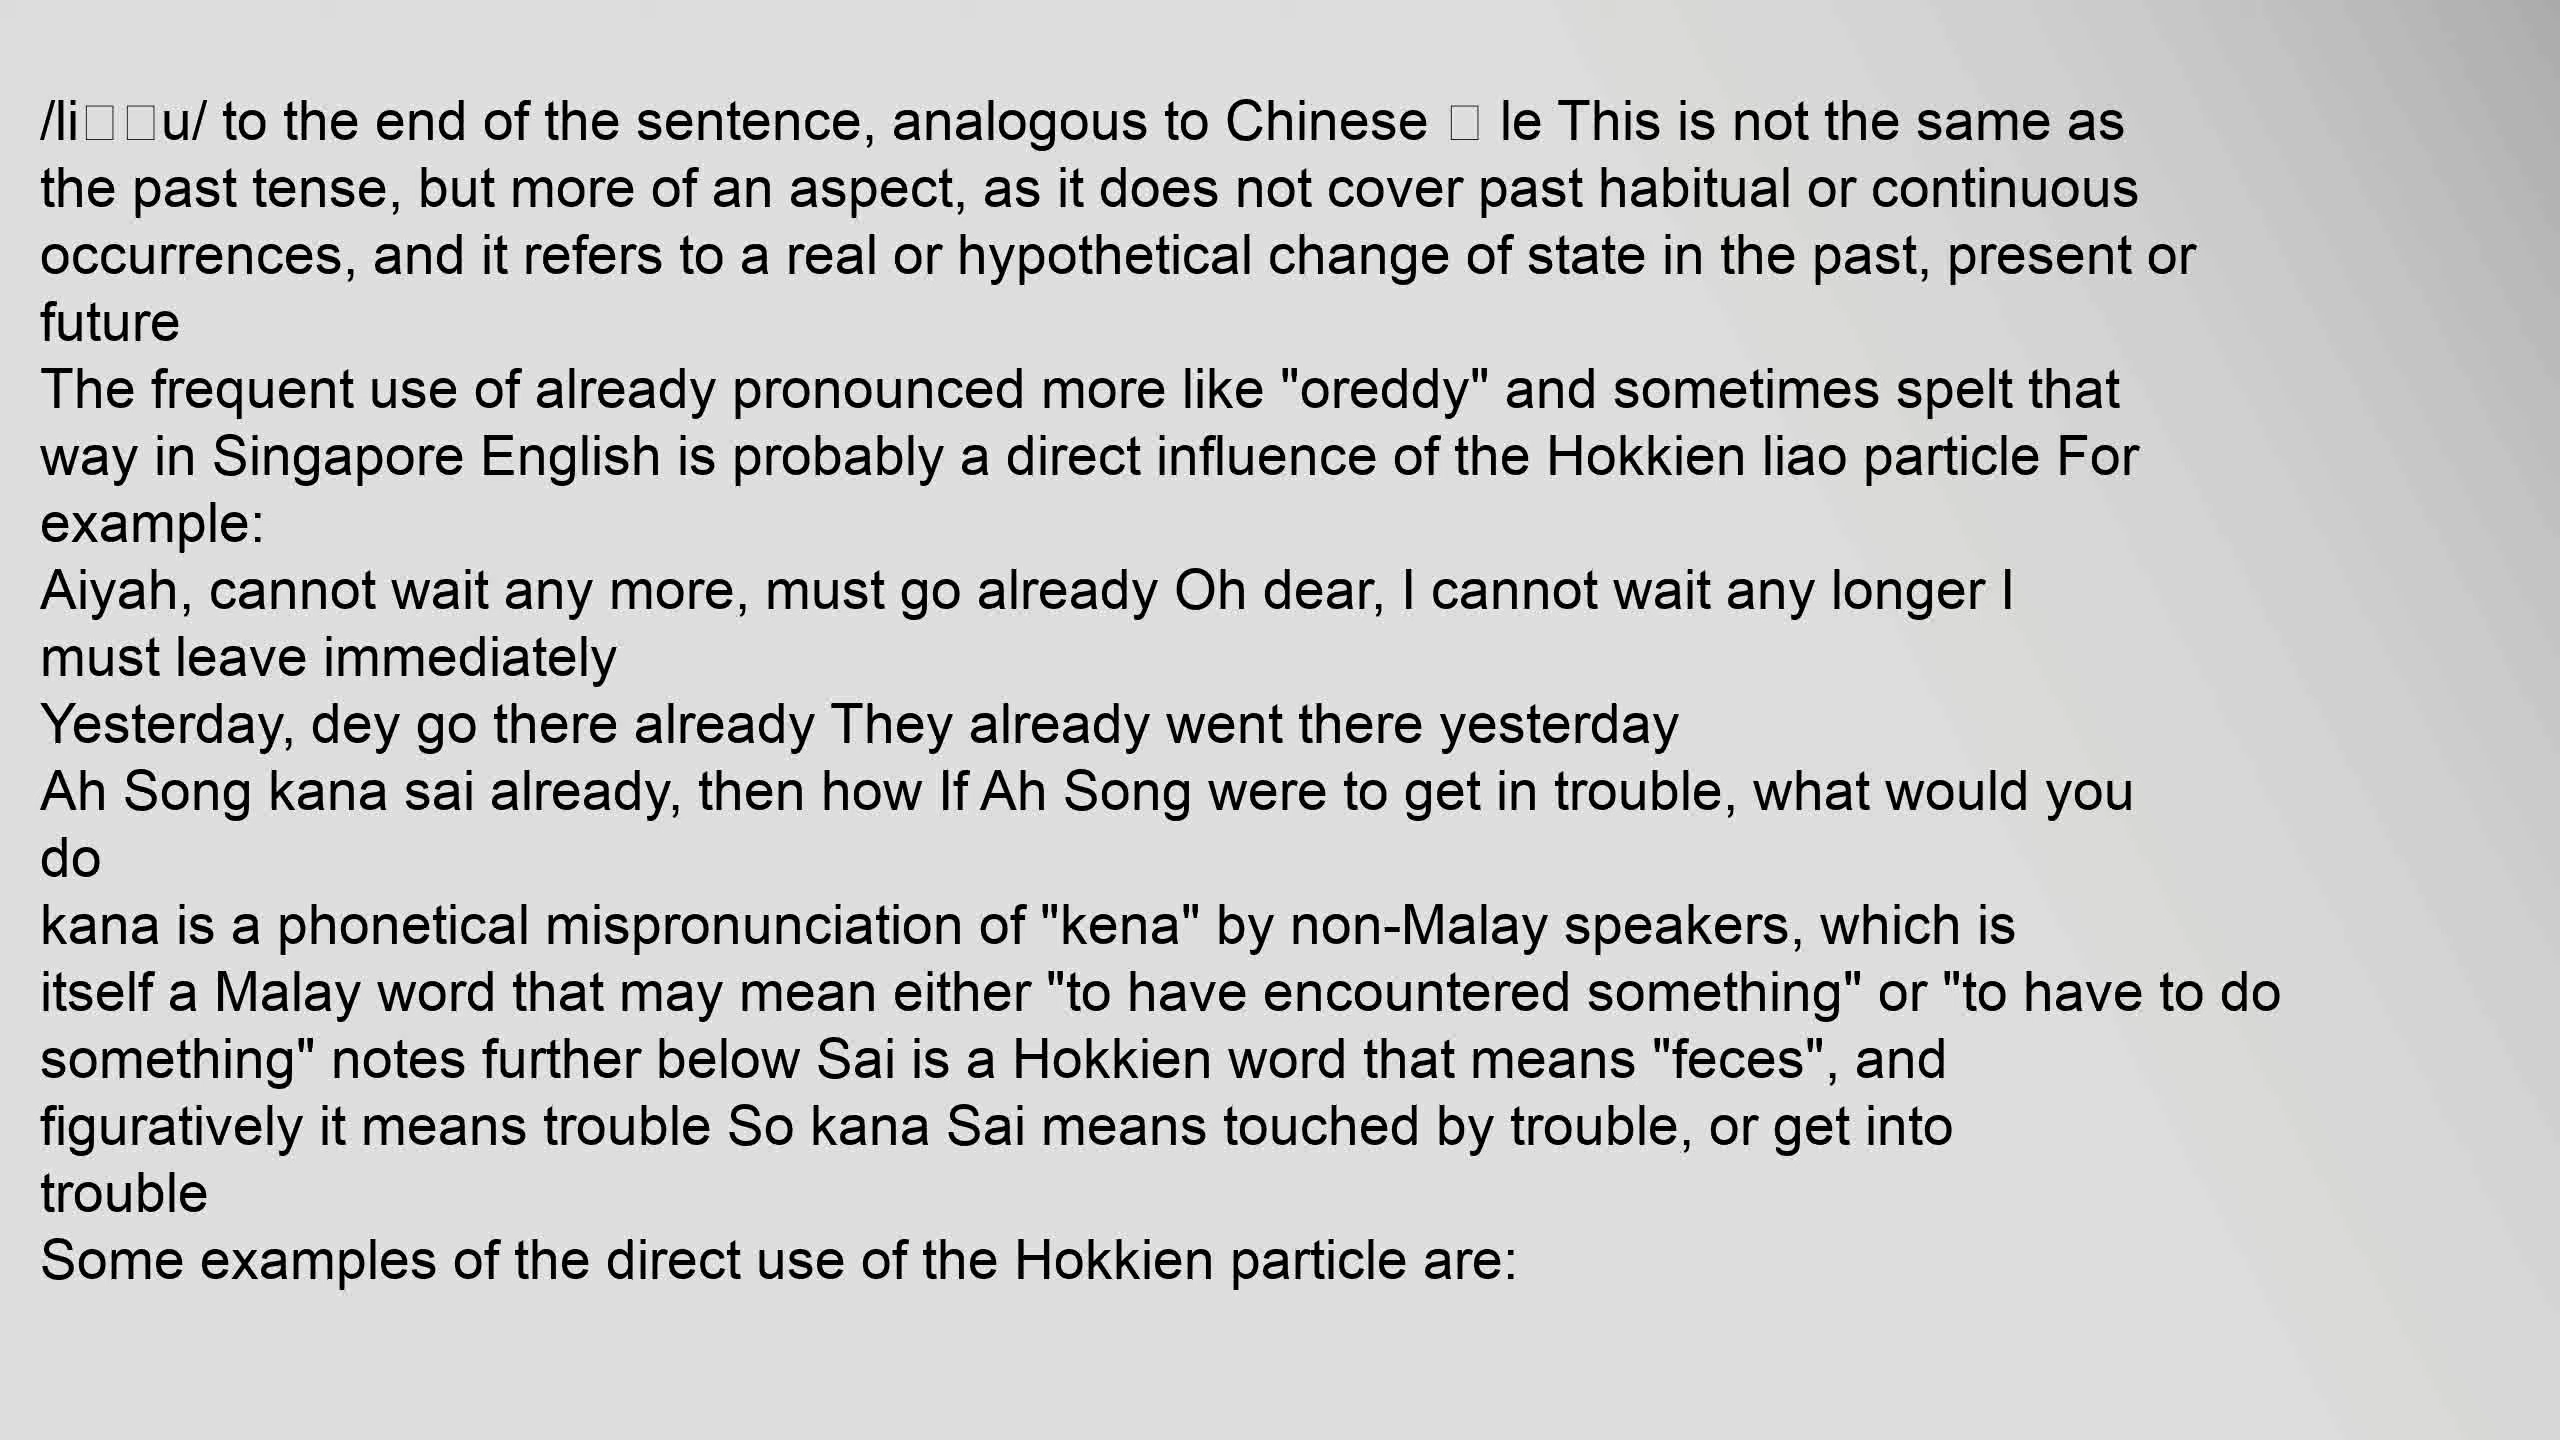 /li□□u/ to the end of the sentence, analogous to Chinese □ le This is not the same as
the past tense, but more of an aspect, as it does not cover past habitual or continuous
occurrences, and it refers to a real or hypothetical change of state in the past, present or
future
The frequent use of already pronounced more like "oreddy" and sometimes spelt that
way in Singapore English is probably a direct influence of the Hokkien liao particle For
example:
Aiyah, cannot wait any more, must go already Oh dear, I cannot wait any longer I
must leave immediately
Yesterday, dey go there already They already went there yesterday
Ah Song kana sai already, then how If Ah Song were to get in trouble, what would you
do
kana is a phonetical mispronunciation of "kena" by non-Malay speakers, which is
itself a Malay word that may mean either "to have encountered something" or "to have to do
something" notes further below Sai is a Hokkien word that means "feces", and
figuratively it means trouble So kana Sai means touched by trouble, or get into
trouble
Some examples of the direct use of the Hokkien particle are: